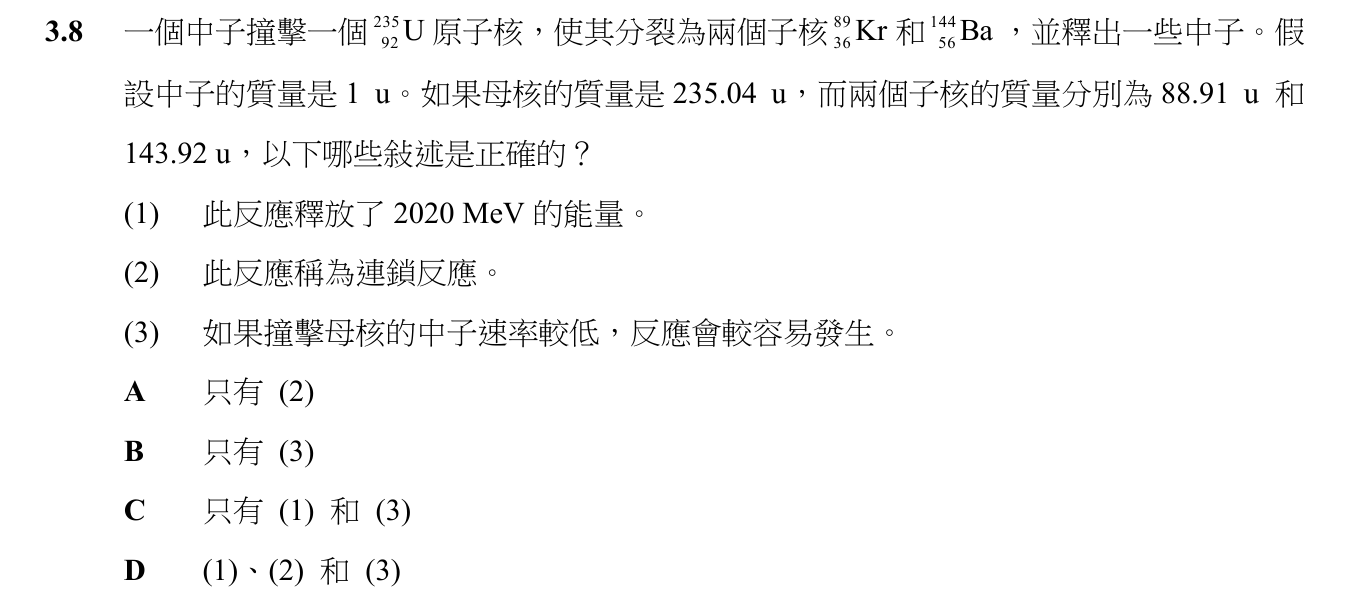 3.8 一個中子撞擊一個 ²³⁵₉₂U 原子核，使其分裂為兩個子核 ⁸⁹₃₆Kr 和 ¹⁴⁴₅₆Ba ，並釋出一些中子。假
設中子的質量是 1 u。如果母核的質量是 235.04 u，而兩個子核的質量分別為 88.91 u 和
143.92 u，以下哪些敍述是正確的？
(1) 此反應釋放了 2020 MeV 的能量。
(2) 此反應稱為連鎖反應。
(3) 如果撞擊母核的中子速率較低，反應會較容易發生。
A 只有 (2)
B 只有 (3)
C 只有 (1) 和 (3)
D (1)、(2) 和 (3)